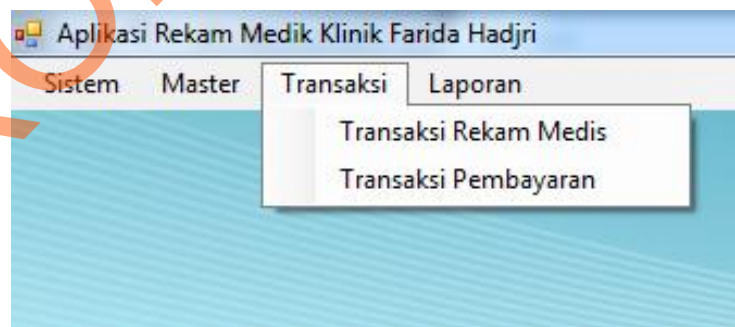 Aplikasi Rekam Medik Klinik Farida Hadjri
Sistem Master Transaksi Laporan
Transaksi Rekam Medis
Transaksi Pembayaran